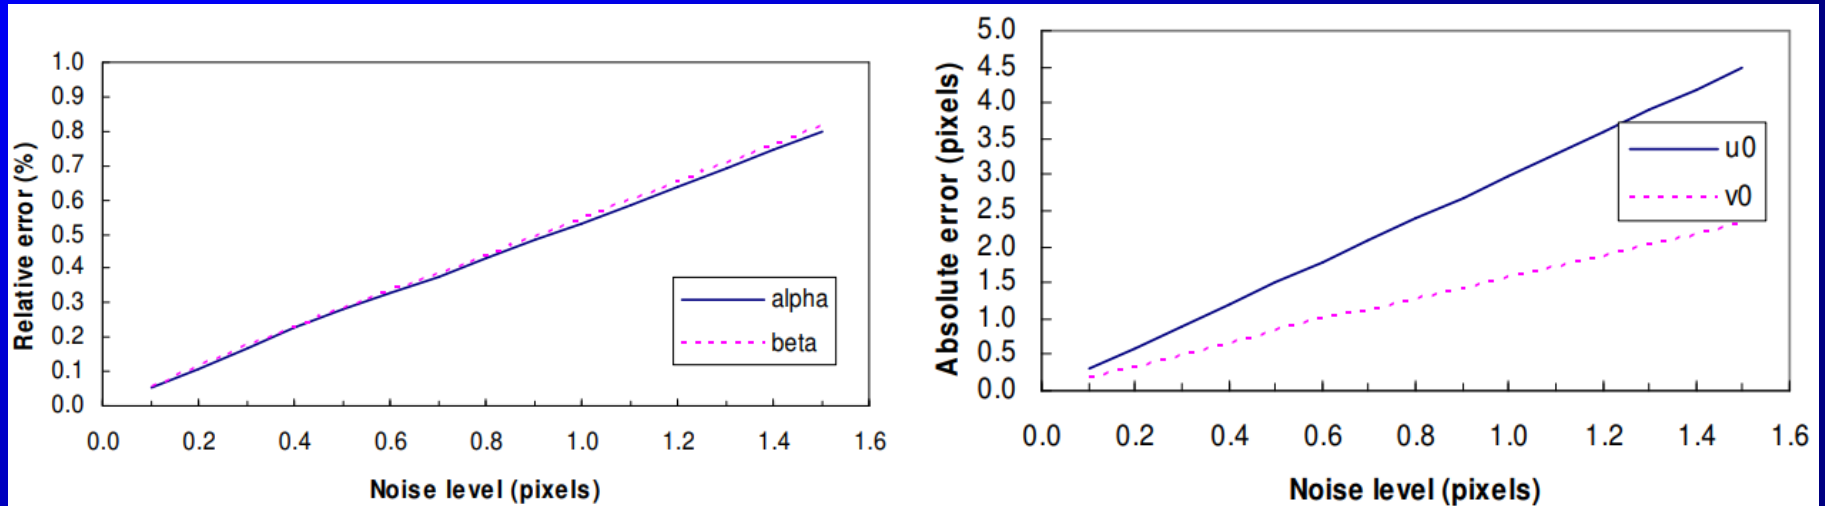 1.0
0.9
0.8
0.7
0.6
0.5
0.4
0.3
0.2
0.1
0.0
Relative error (%)
alpha
beta
0.0 0.2 0.4 0.6 0.8 1.0 1.2 1.4 1.6
Noise level (pixels)
5.0
4.5
4.0
3.5
3.0
2.5
2.0
1.5
1.0
0.5
0.0
Absolute error (pixels)
u0
v0
0.0 0.2 0.4 0.6 0.8 1.0 1.2 1.4 1.6
Noise level (pixels)